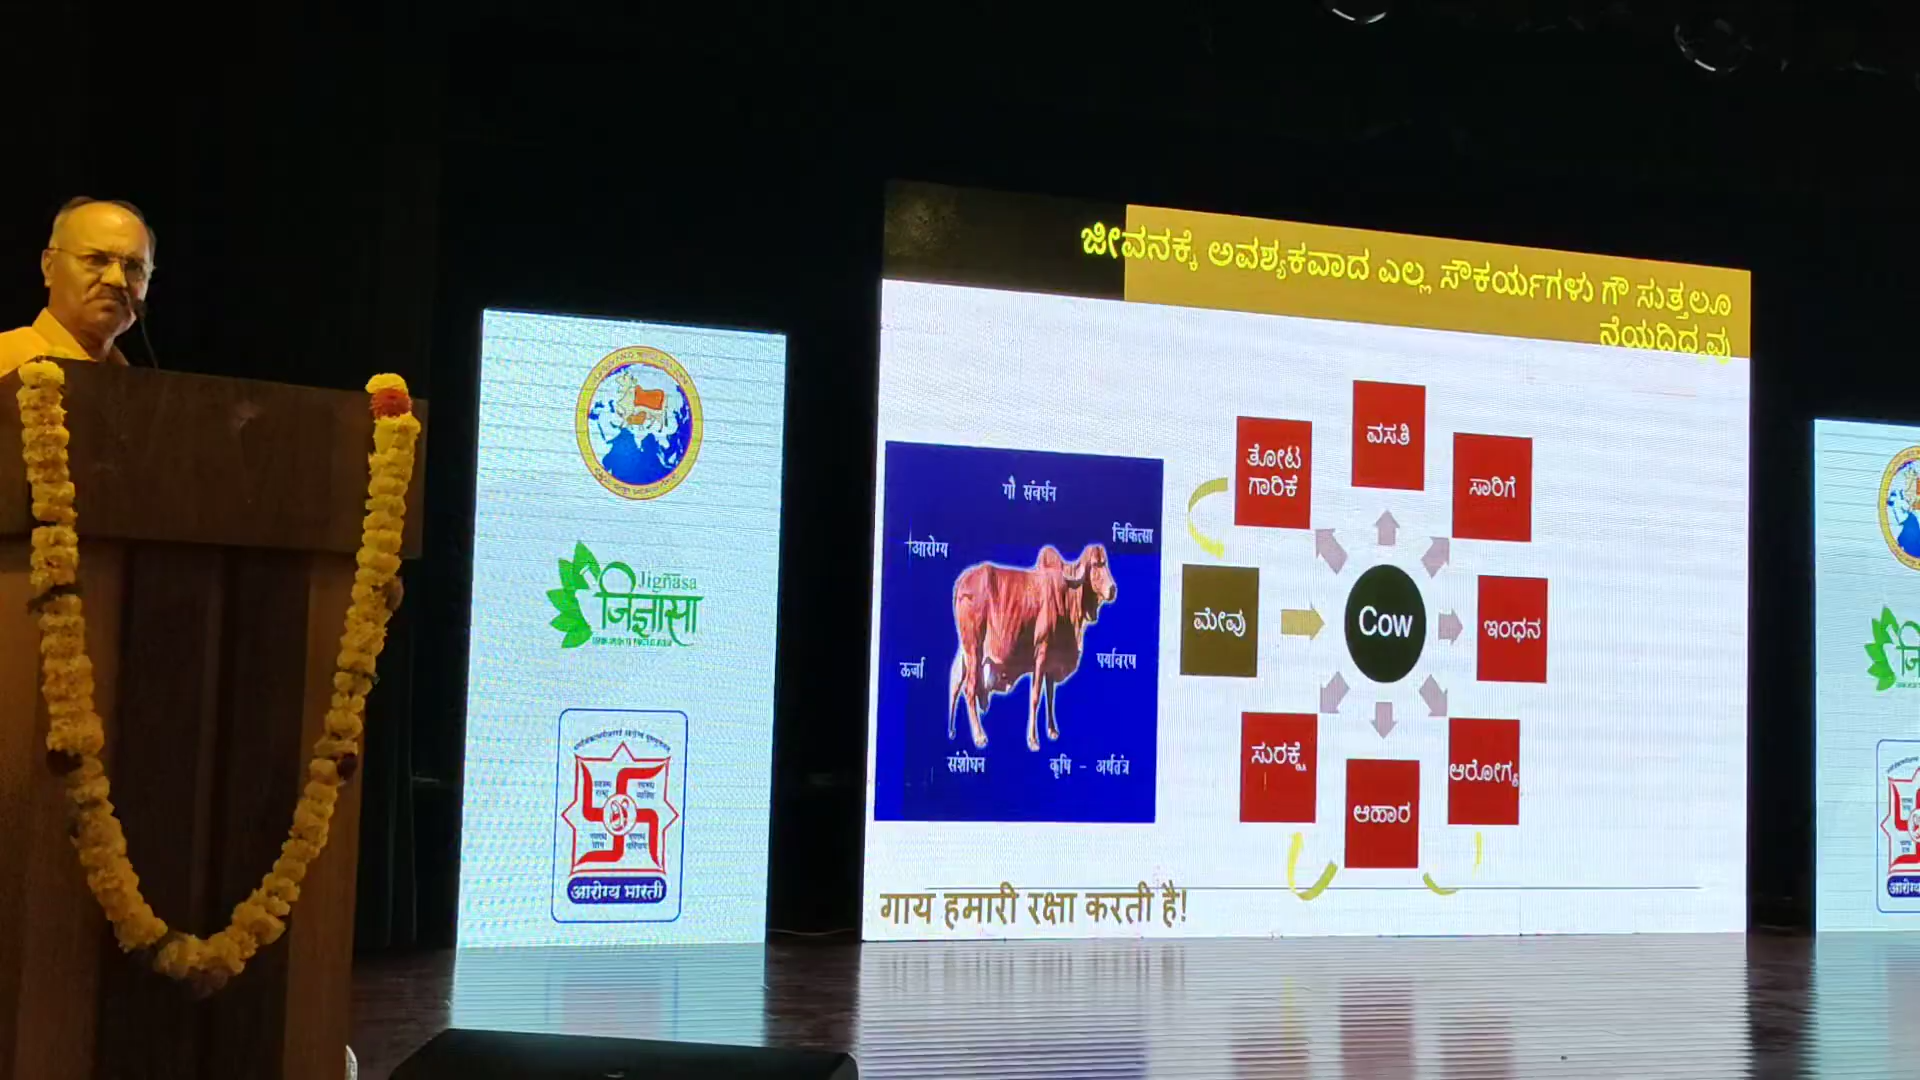 ಜೀವನಕ್ಕೆ ಅವಶ್ಯಕವಾದ ಎಲ್ಲ ಸೌಕರ್ಯಗಳು ಗೌ ಸುತ್ತಲೂ
ನೇಯದಿದ್ದವು
गौ संवर्धन
आरोग्य
चिकित्सा
ऊर्जा
पर्यावरण
संशोधन
कृषि - अर्थतंत्र
ವಸತಿ
ತೋಟ
ಗಾರಿಕೆ
ಸಾರಿಗೆ
ಮೇವು
Cow
ಇಂಧನ
ಸುರಕ್ಷೆ
ಆಹಾರ
ಆರೋಗ್ಯ
गाय हमारी रक्षा करती है!
Jignasa
जिज्ञासा
आरोग्य भारती